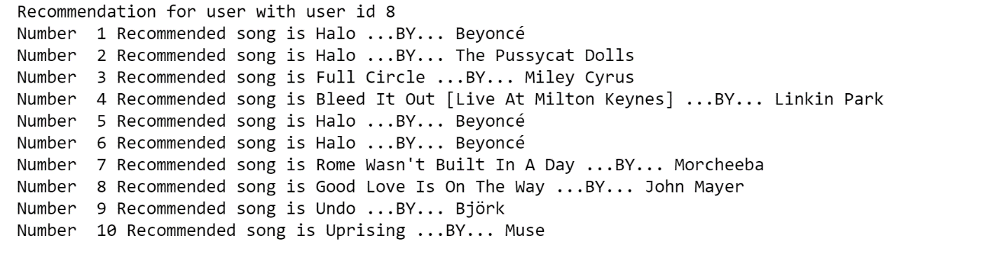 Recommendation for user with user id 8
Number  1 Recommended song is Halo ...BY... Beyoncé
Number  2 Recommended song is Halo ...BY... The Pussycat Dolls
Number  3 Recommended song is Full Circle ...BY... Miley Cyrus
Number  4 Recommended song is Bleed It Out [Live At Milton Keynes] ...BY... Linkin Park
Number  5 Recommended song is Halo ...BY... Beyoncé
Number  6 Recommended song is Halo ...BY... Beyoncé
Number  7 Recommended song is Rome Wasn't Built In A Day ...BY... Morcheeba
Number  8 Recommended song is Good Love Is On The Way ...BY... John Mayer
Number  9 Recommended song is Undo ...BY... Björk
Number  10 Recommended song is Uprising ...BY... Muse